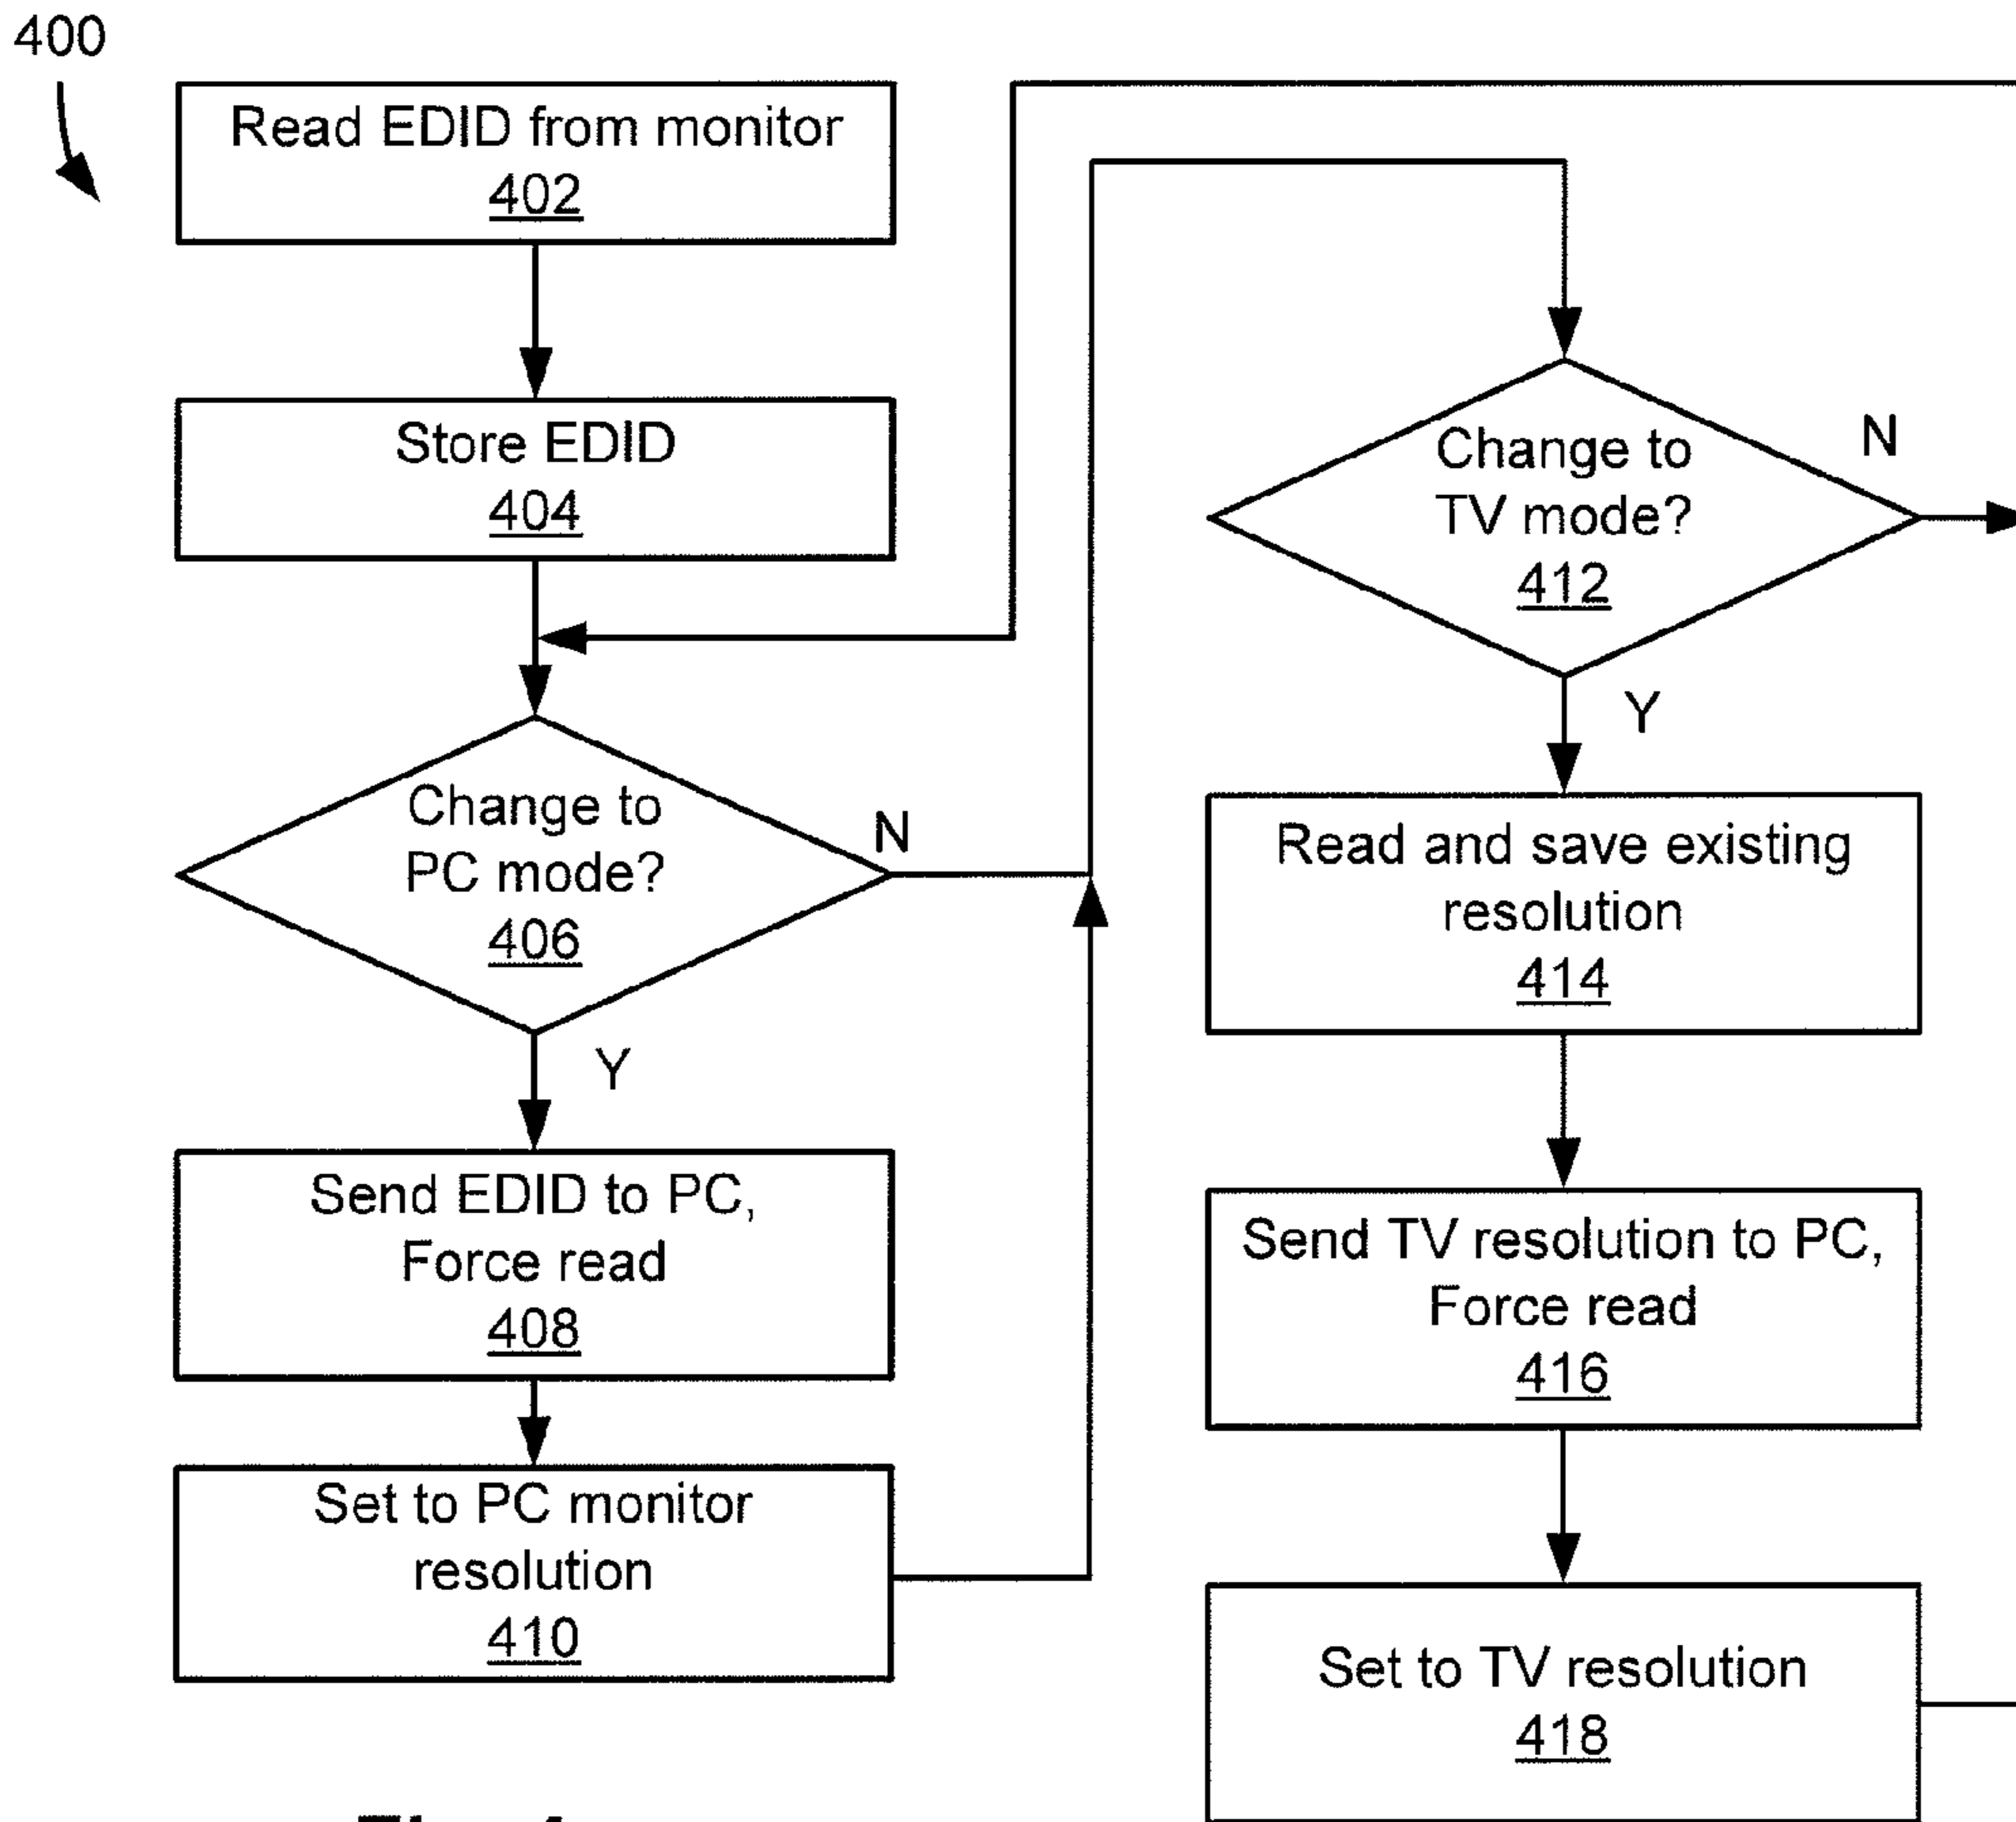 400
Read EDID from monitor
402
Store EDID
404
Change to
PC mode?
406
N
Y
Send EDID to PC,
Force read
408
Set to PC monitor
resolution
410
Change to
TV mode?
412
N
Y
Read and save existing
resolution
414
Send TV resolution to PC,
Force read
416
Set to TV resolution
418